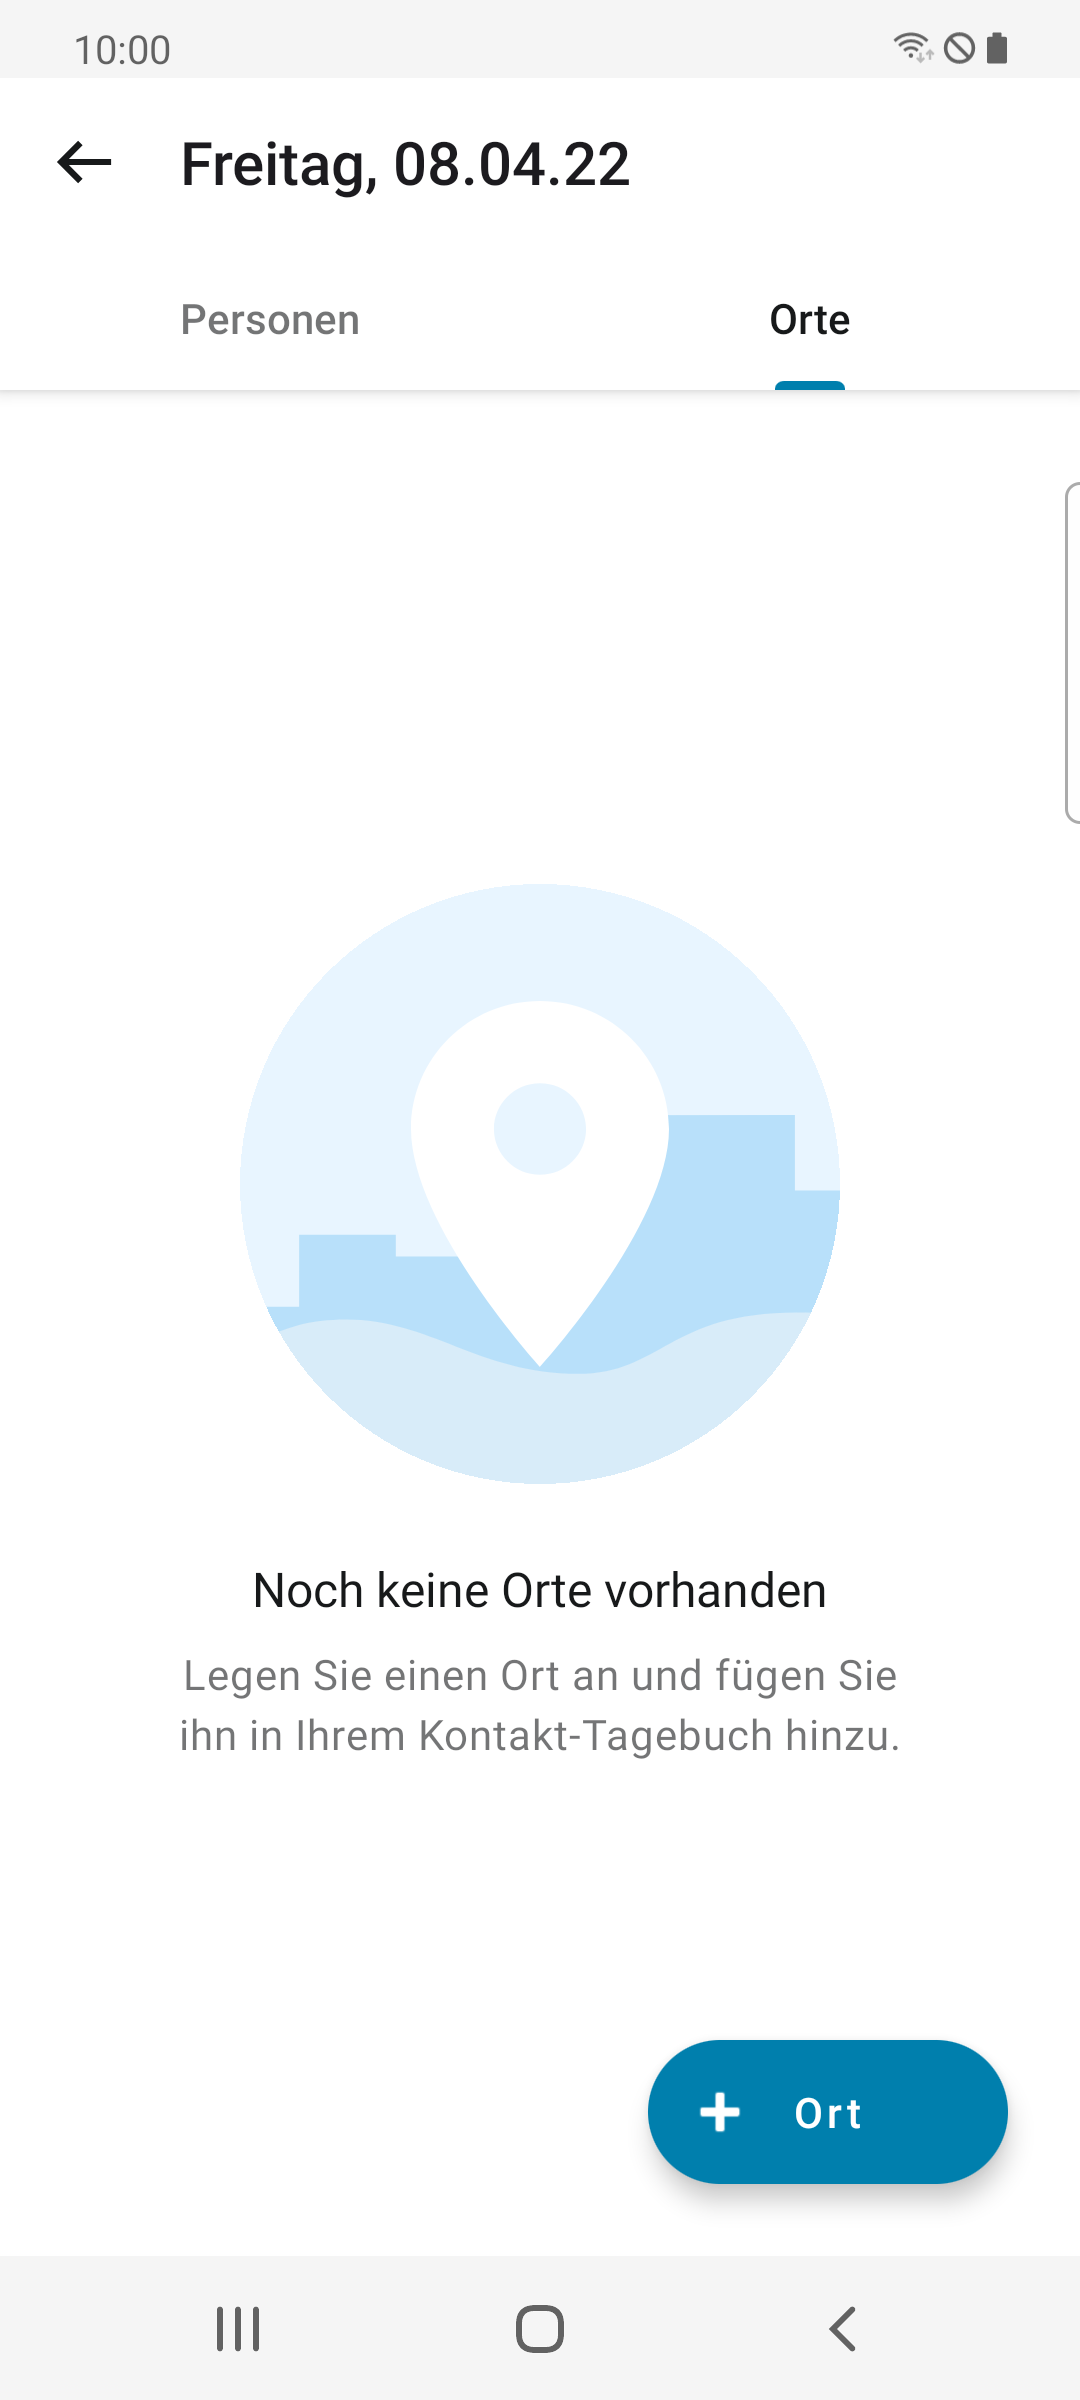 10:00
Freitag, 08.04.22
Personen
Orte
Noch keine Orte vorhanden
Legen Sie einen Ort an und fügen Sie
ihn in Ihrem Kontakt-Tagebuch hinzu.
Ort